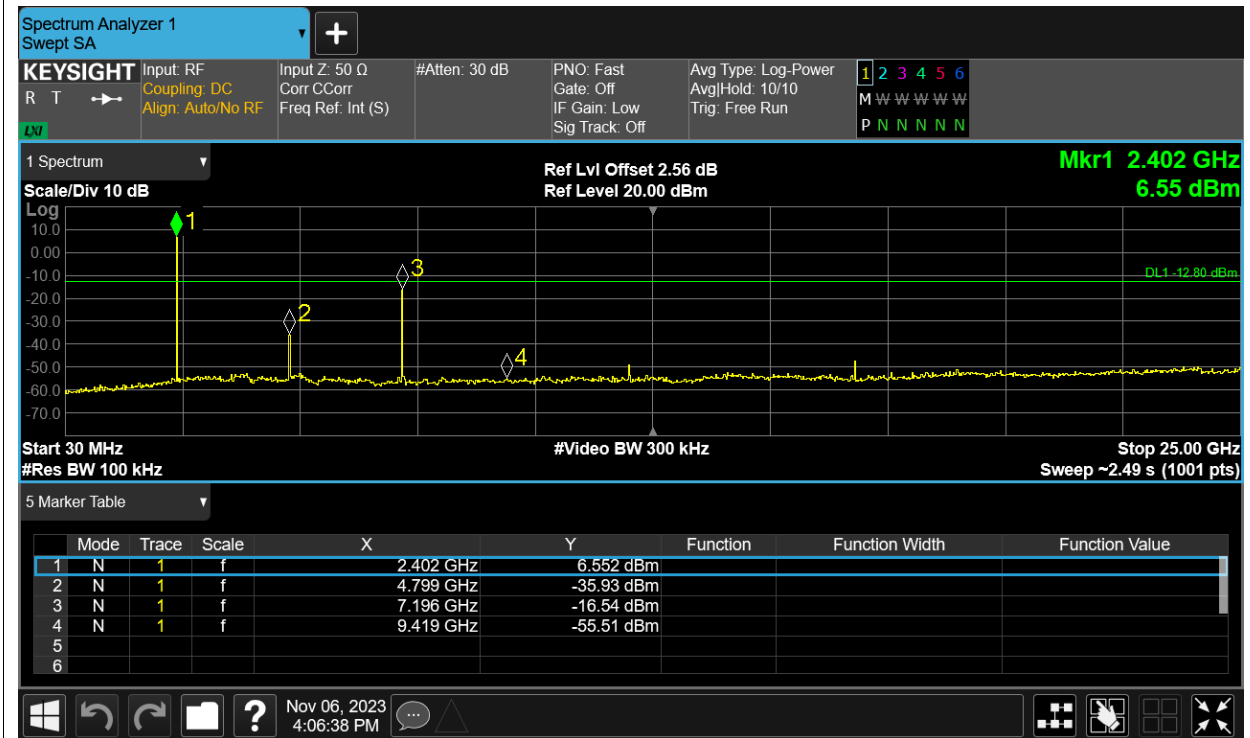 Spectrum Analyzer 1
Swept SA
KEYSIGHT
R T
LXI
Input: RF
Coupling: DC
Align: Auto/No RF
Input Z: 50 Ω
Corr CCorr
Freq Ref: Int (S)
#Atten: 30 dB
PNO: Fast
Gate: Off
IF Gain: Low
Sig Track: Off
Avg Type: Log-Power
Avg|Hold: 10/10
Trig: Free Run
1 2 3 4 5 6
M W W W W W
P N N N N N
1 Spectrum
Scale/Div 10 dB
Ref Lvl Offset 2.56 dB
Ref Level 20.00 dBm
Mkr1 2.402 GHz
6.55 dBm
Log
10.0
0.00
-10.0
-20.0
-30.0
-40.0
-50.0
-60.0
-70.0
1
2
3
4
DL1 -12.80 dBm
Start 30 MHz
#Res BW 100 kHz
#Video BW 300 kHz
Stop 25.00 GHz
Sweep ~2.49 s (1001 pts)
5 Marker Table
Mode Trace Scale X Y Function Function Width Function Value
1 N 1 f 2.402 GHz 6.552 dBm
2 N 1 f 4.799 GHz -35.93 dBm
3 N 1 f 7.196 GHz -16.54 dBm
4 N 1 f 9.419 GHz -55.51 dBm
5
6
?
Nov 06, 2023
4:06:38 PM